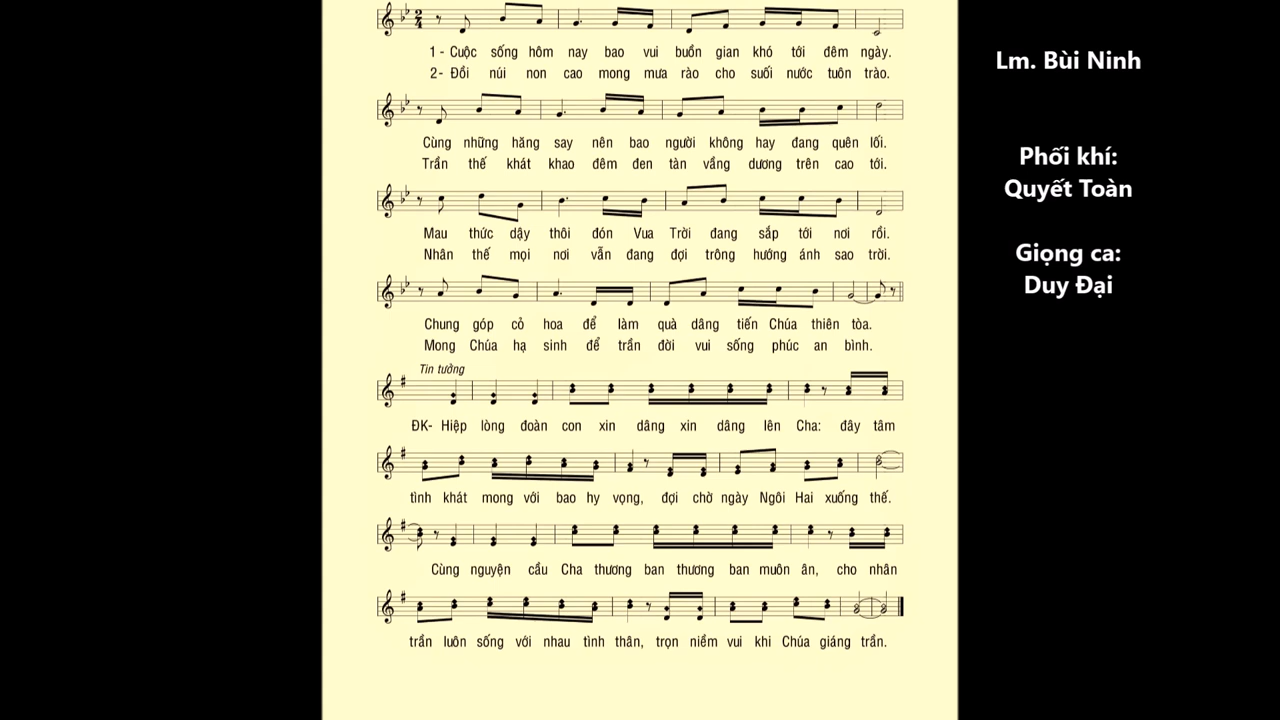 1 - Cuộc sống hôm nay bao vui buồn gian khó tới đêm ngày.
2- Đồi núi non cao mong mưa rào cho suối nước tuôn trào.
Cùng những hăng say nên bao người không hay đang quên lối.
Trần thế khát khao đêm đen tàn vầng dương trên cao tới.
Mau thức dậy thôi đón Vua Trời đang sắp tới nơi rồi.
Nhân thế mọi nơi vẫn đang đợi trông hướng ánh sao trời.
Chung góp cỏ hoa để làm quà dâng tiến Chúa thiên tòa.
Mong Chúa hạ sinh để trần đời vui sống phúc an bình.
Tin tưởng
ĐK- Hiệp lòng đoàn con xin dâng xin dâng lên Cha: đây tâm
tình khát mong với bao hy vọng, đợi chờ ngày Ngôi Hai xuống thế.
Cùng nguyện cầu Cha thương ban thương ban muôn ân, cho nhân
trần luôn sống với nhau tình thân, trọn niềm vui khi Chúa giáng trần.
Lm. Bùi Ninh
Phối khí:
Quyết Toàn
Giọng ca:
Duy Đại